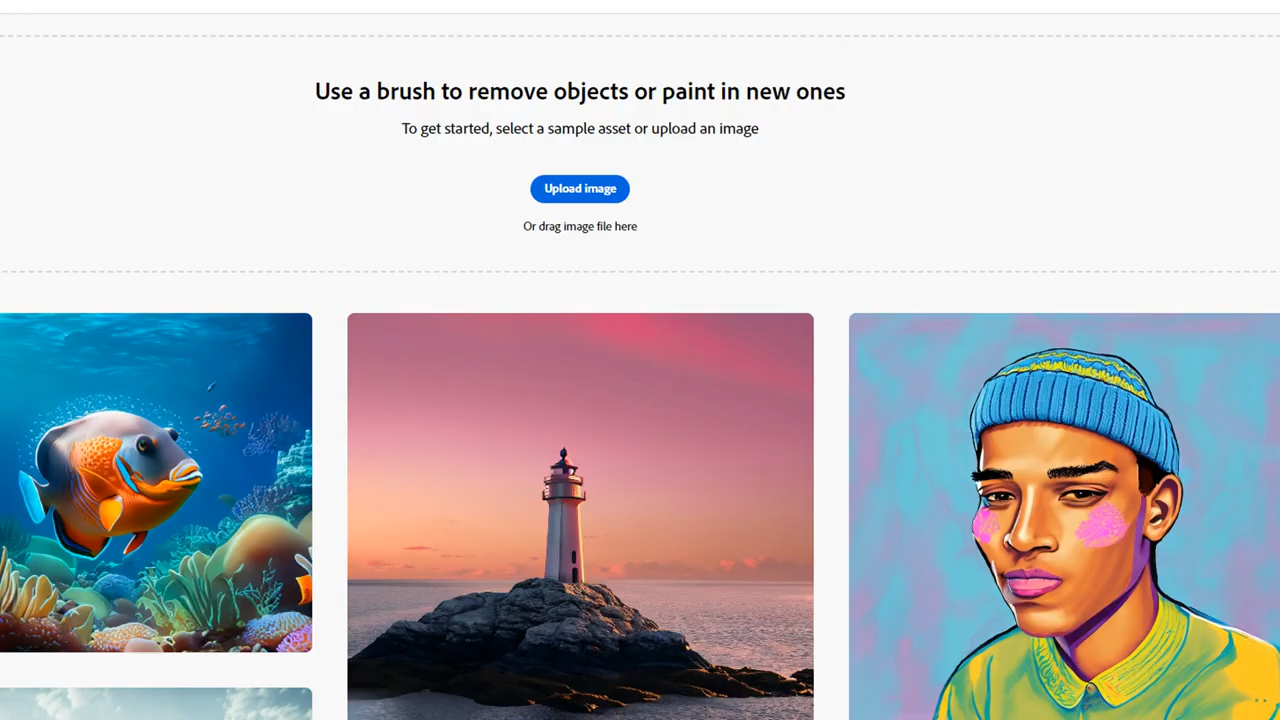 Use a brush to remove objects or paint in new ones
To get started, select a sample asset or upload an image
Upload image
Or drag image file here